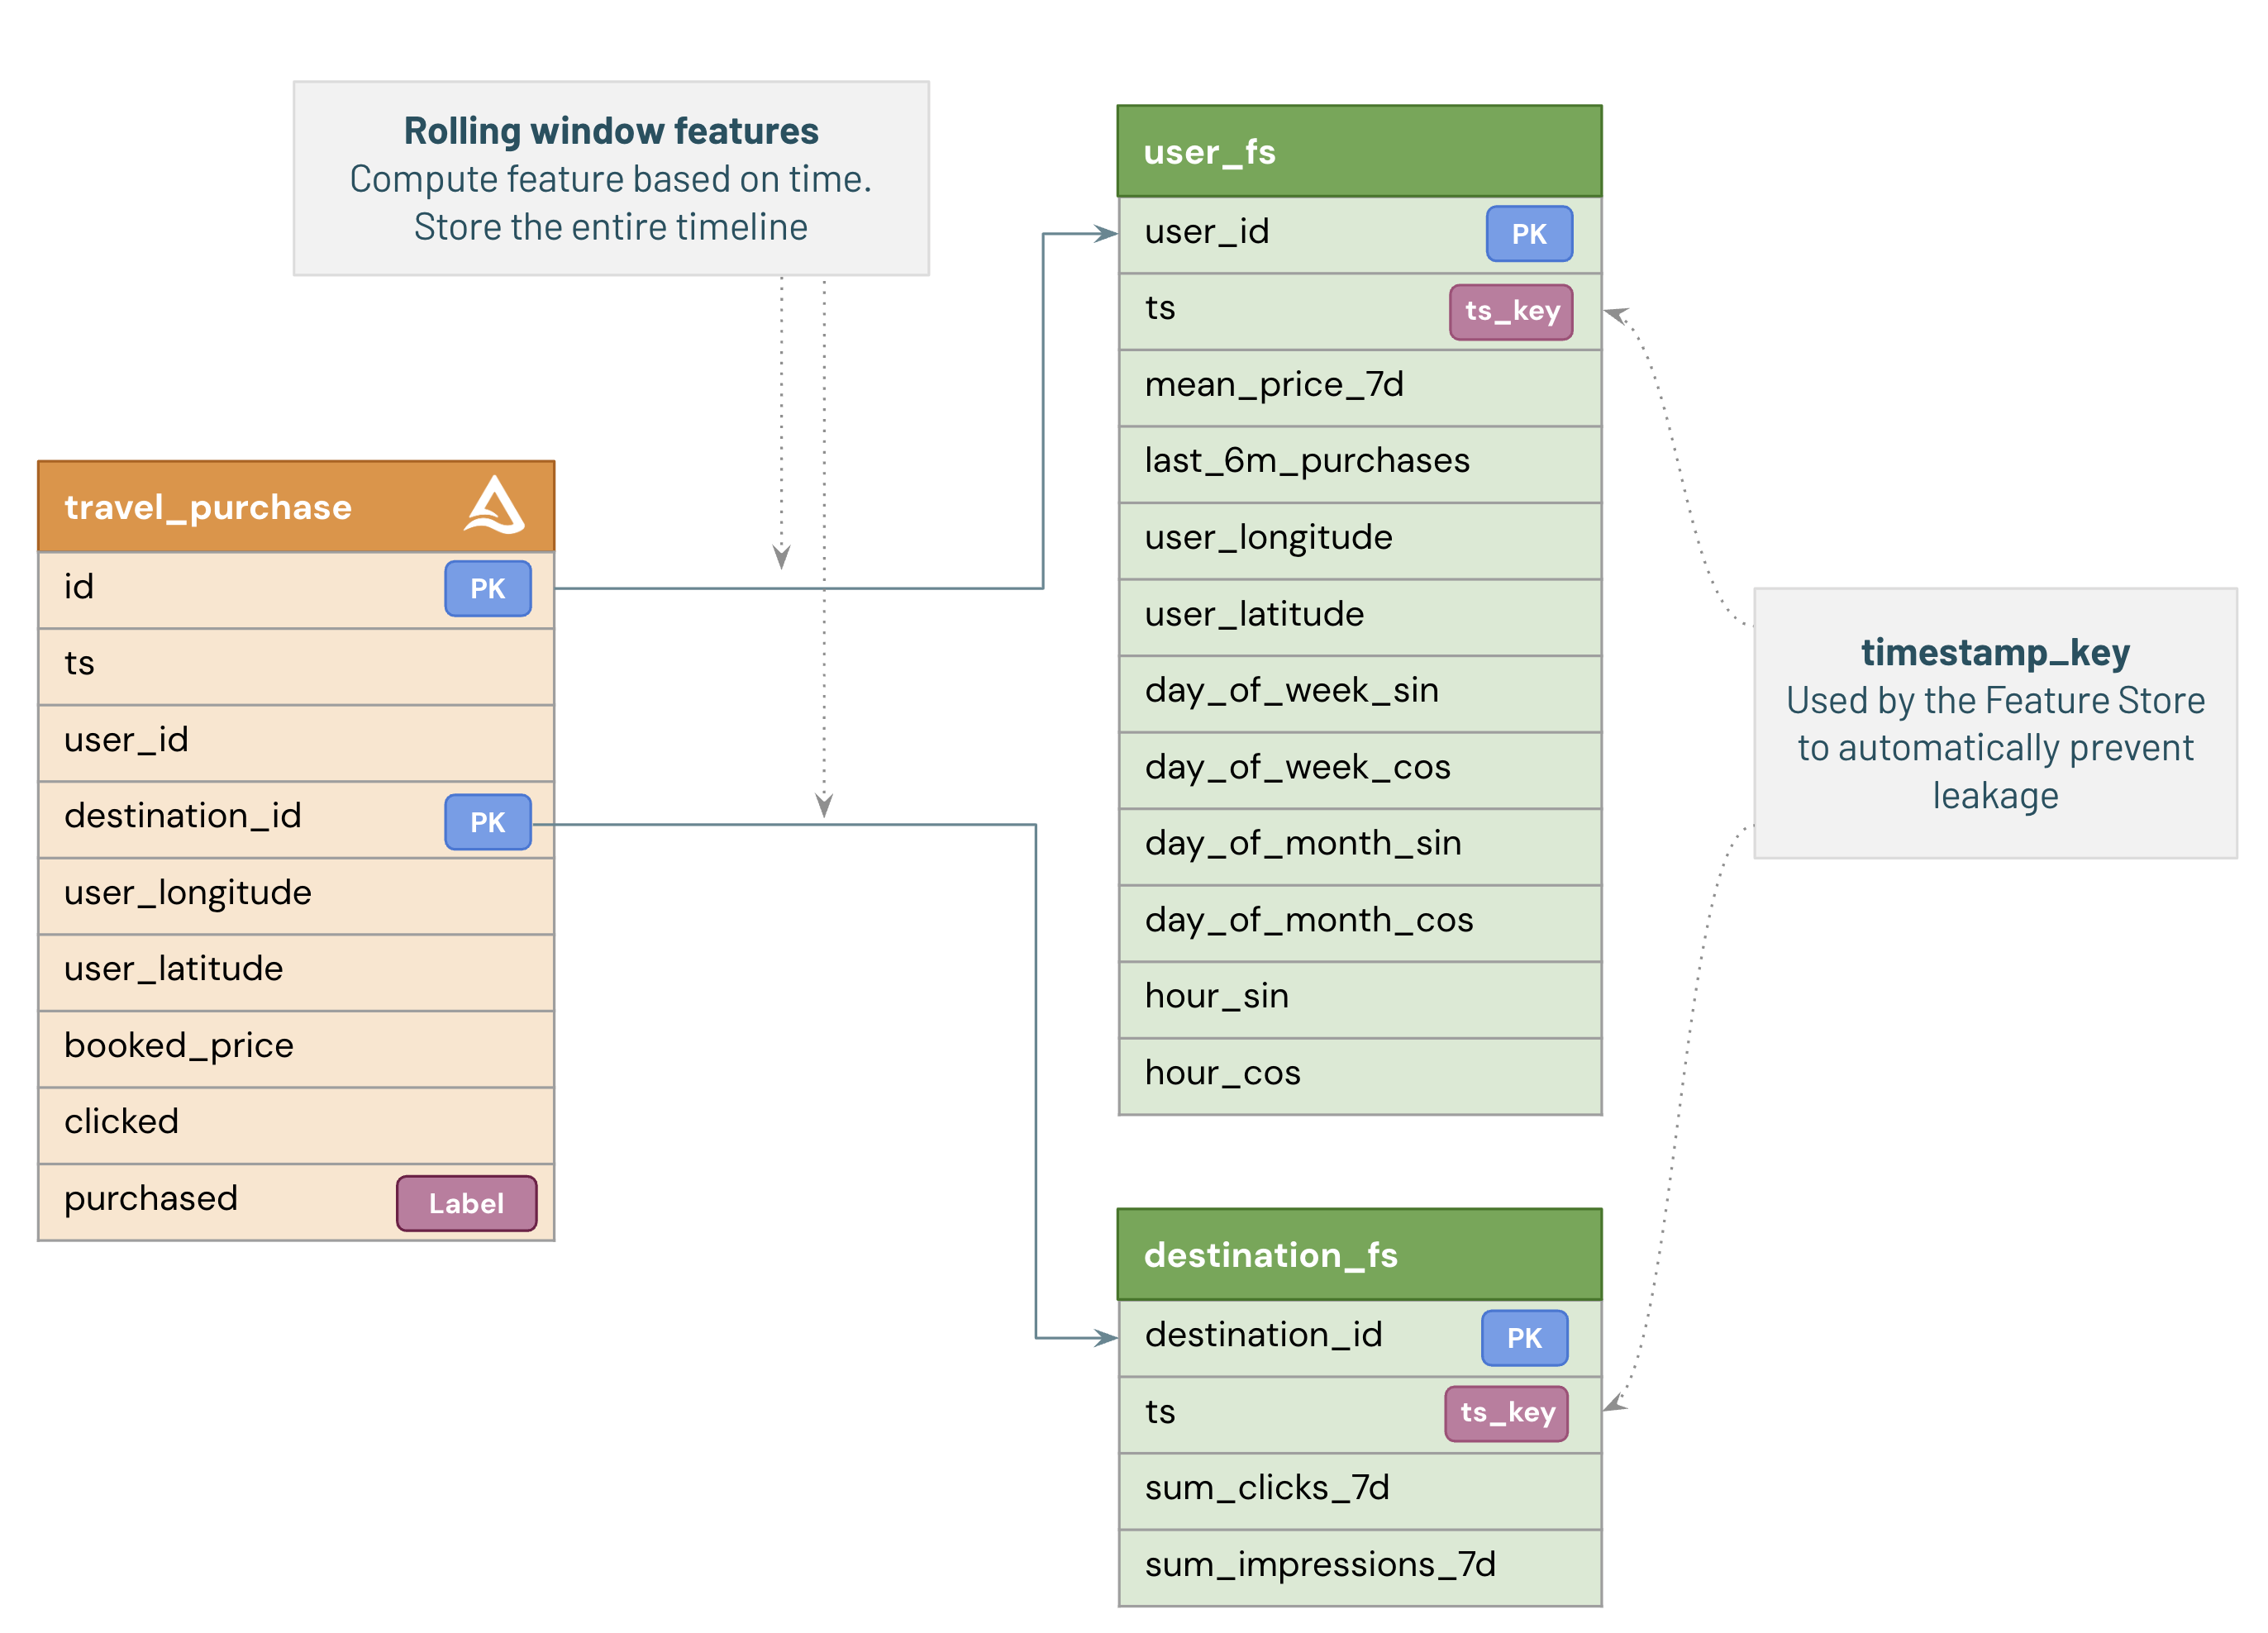 Rolling window features
Compute feature based on time.
Store the entire timeline
travel_purchase
id PK
ts
user_id
destination_id PK
user_longitude
user_latitude
booked_price
clicked
purchased Label
user_fs
user_id PK
ts ts_key
mean_price_7d
last_6m_purchases
user_longitude
user_latitude
day_of_week_sin
day_of_week_cos
day_of_month_sin
day_of_month_cos
hour_sin
hour_cos
destination_fs
destination_id PK
ts ts_key
sum_clicks_7d
sum_impressions_7d
timestamp_key
Used by the Feature Store
to automatically prevent
leakage